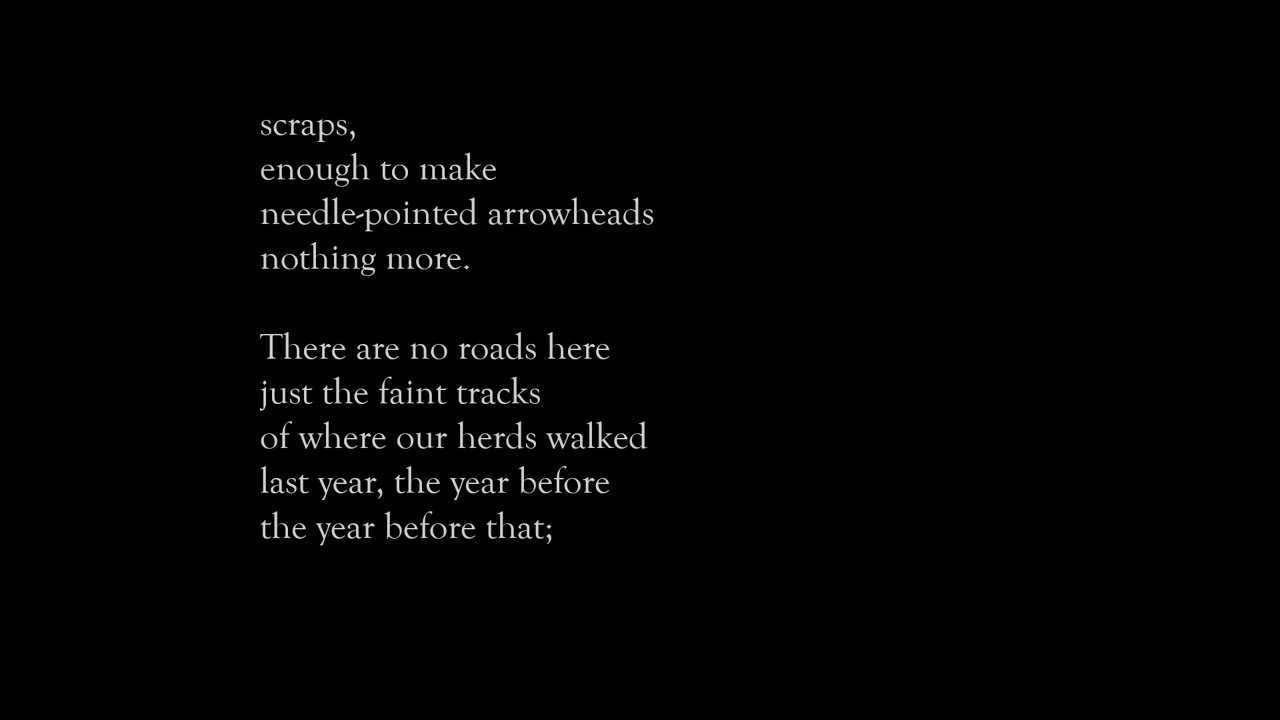 scraps,
enough to make
needle-pointed arrowheads
nothing more.

There are no roads here
just the faint tracks
of where our herds walked
last year, the year before
the year before that;